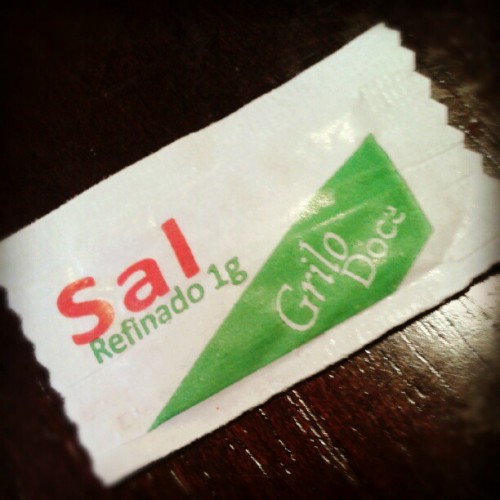 Sal
Refinado 1g
Grilo
Doce